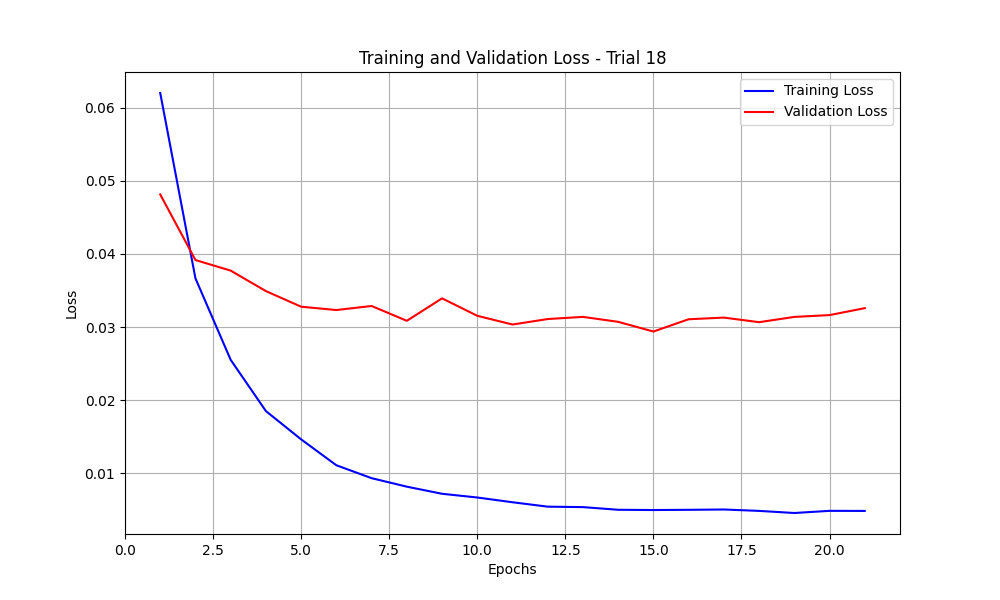 Training and Validation Loss - Trial 18
Training Loss
Validation Loss
0.06
0.05
0.04
0.03
0.02
0.01
Loss
0.0 2.5 5.0 7.5 10.0 12.5 15.0 17.5 20.0
Epochs